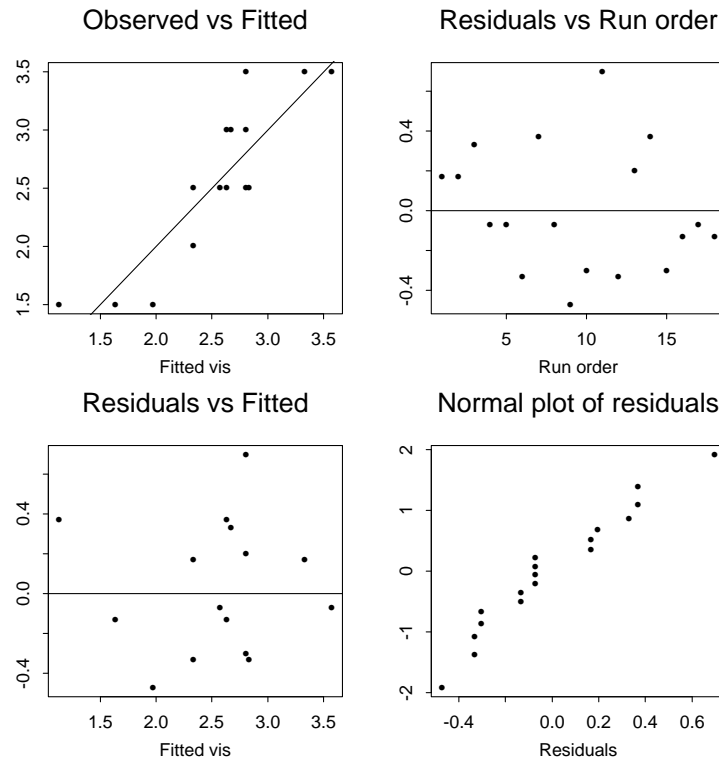 Observed vs Fitted
3.5
3.0
2.5
2.0
1.5
1.5 2.0 2.5 3.0 3.5
Fitted vis
Residuals vs Run order
0.4
0.0
-0.4
5 10 15
Run order
Residuals vs Fitted
0.4
0.0
-0.4
1.5 2.0 2.5 3.0 3.5
Fitted vis
Normal plot of residuals
2
1
0
-1
-2
-0.4 0.0 0.2 0.4 0.6
Residuals